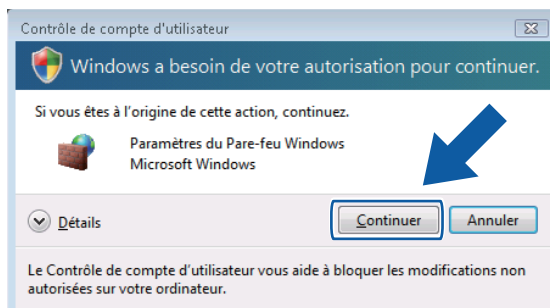 Contrôle de compte d'utilisateur
Windows a besoin de votre autorisation pour continuer.
Si vous êtes à l'origine de cette action, continuez.
Paramètres du Pare-feu Windows
Microsoft Windows
Détails
Continuer
Annuler
Le Contrôle de compte d'utilisateur vous aide à bloquer les modifications non
autorisées sur votre ordinateur.